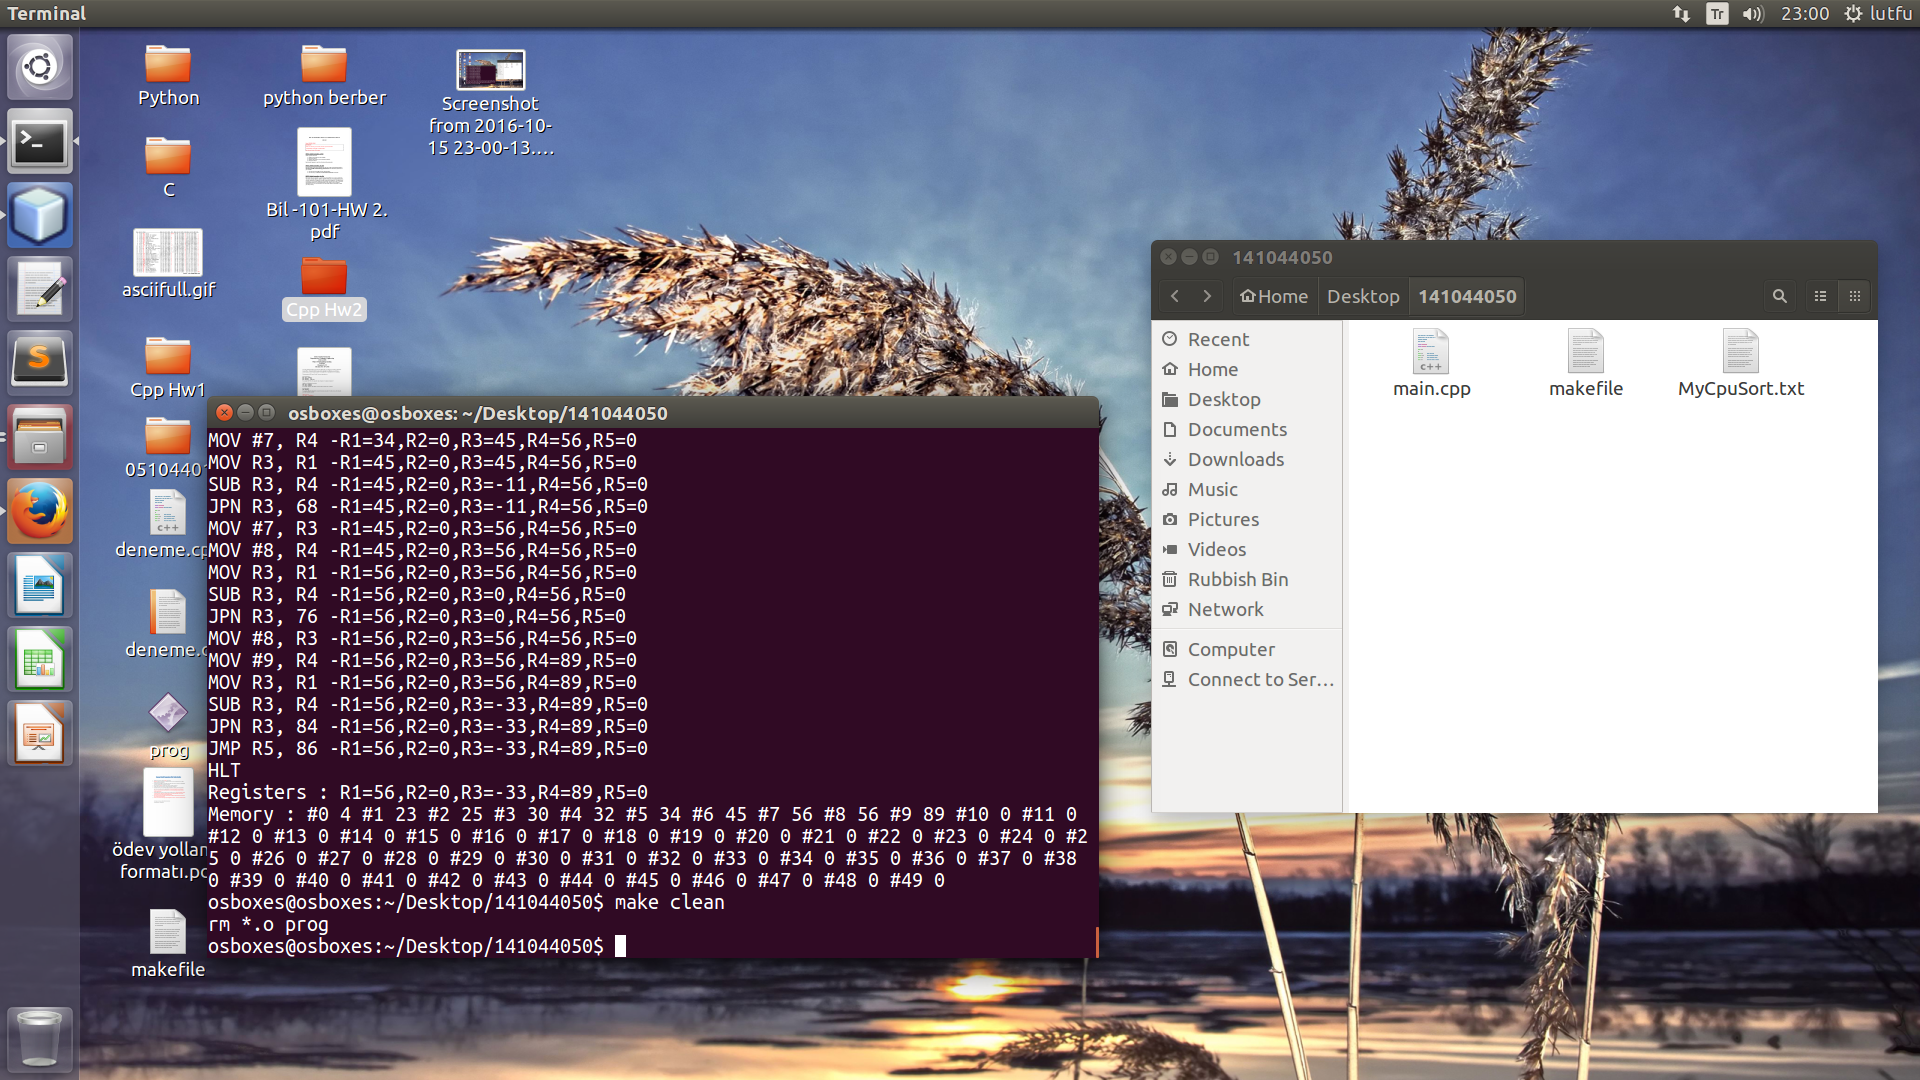 Terminal
Tr
23:00
lutfu
Python
python berber
Screenshot
from 2016-10-
15 23-00-13....
C
Bil -101-HW 2.
pdf
asciifull.gif
Cpp Hw2
Cpp Hw1
05104401
deneme.cp
deneme.c
prog
ödev yollan
formatı.pd
makefile
osboxes@osboxes: ~/Desktop/141044050
MOV #7, R4 -R1=34,R2=0,R3=45,R4=56,R5=0
MOV R3, R1 -R1=45,R2=0,R3=45,R4=56,R5=0
SUB R3, R4 -R1=45,R2=0,R3=-11,R4=56,R5=0
JPN R3, 68 -R1=45,R2=0,R3=-11,R4=56,R5=0
MOV #7, R3 -R1=45,R2=0,R3=56,R4=56,R5=0
MOV #8, R4 -R1=45,R2=0,R3=56,R4=56,R5=0
MOV R3, R1 -R1=56,R2=0,R3=56,R4=56,R5=0
SUB R3, R4 -R1=56,R2=0,R3=0,R4=56,R5=0
JPN R3, 76 -R1=56,R2=0,R3=0,R4=56,R5=0
MOV #8, R3 -R1=56,R2=0,R3=56,R4=56,R5=0
MOV #9, R4 -R1=56,R2=0,R3=56,R4=89,R5=0
MOV R3, R1 -R1=56,R2=0,R3=56,R4=89,R5=0
SUB R3, R4 -R1=56,R2=0,R3=-33,R4=89,R5=0
JPN R3, 84 -R1=56,R2=0,R3=-33,R4=89,R5=0
JMP R5, 86 -R1=56,R2=0,R3=-33,R4=89,R5=0
HLT
Registers : R1=56,R2=0,R3=-33,R4=89,R5=0
Memory : #0 4 #1 23 #2 25 #3 30 #4 32 #5 34 #6 45 #7 56 #8 56 #9 89 #10 0 #11 0
#12 0 #13 0 #14 0 #15 0 #16 0 #17 0 #18 0 #19 0 #20 0 #21 0 #22 0 #23 0 #24 0 #2
5 0 #26 0 #27 0 #28 0 #29 0 #30 0 #31 0 #32 0 #33 0 #34 0 #35 0 #36 0 #37 0 #38
0 #39 0 #40 0 #41 0 #42 0 #43 0 #44 0 #45 0 #46 0 #47 0 #48 0 #49 0
osboxes@osboxes:~/Desktop/141044050$ make clean
rm *.o prog
osboxes@osboxes:~/Desktop/141044050$
141044050
Home
Desktop
141044050
Recent
Home
Desktop
Documents
Downloads
Music
Pictures
Videos
Rubbish Bin
Network
Computer
Connect to Ser...
c++
main.cpp
makefile
MyCpuSort.txt